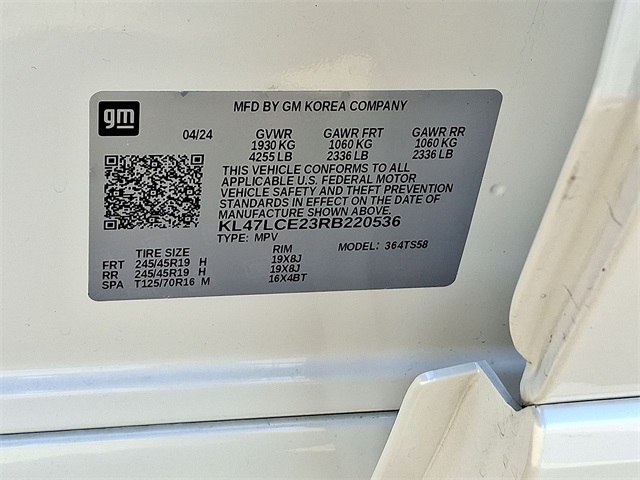 gm
MFD BY GM KOREA COMPANY
04/24 GVWR GAWR FRT GAWR RR
1930 KG 1060 KG 1060 KG
4255 LB 2336 LB 2336 LB
THIS VEHICLE CONFORMS TO ALL
APPLICABLE U.S. FEDERAL MOTOR
VEHICLE SAFETY AND THEFT PREVENTION
STANDARDS IN EFFECT ON THE DATE OF
MANUFACTURE SHOWN ABOVE.
KL47LCE23RB220536
TYPE: MPV MODEL: 364TS58
TIRE SIZE RIM
FRT 245/45R19 H 19X8J
RR 245/45R19 H 19X8J
SPA T125/70R16 M 16X4BT